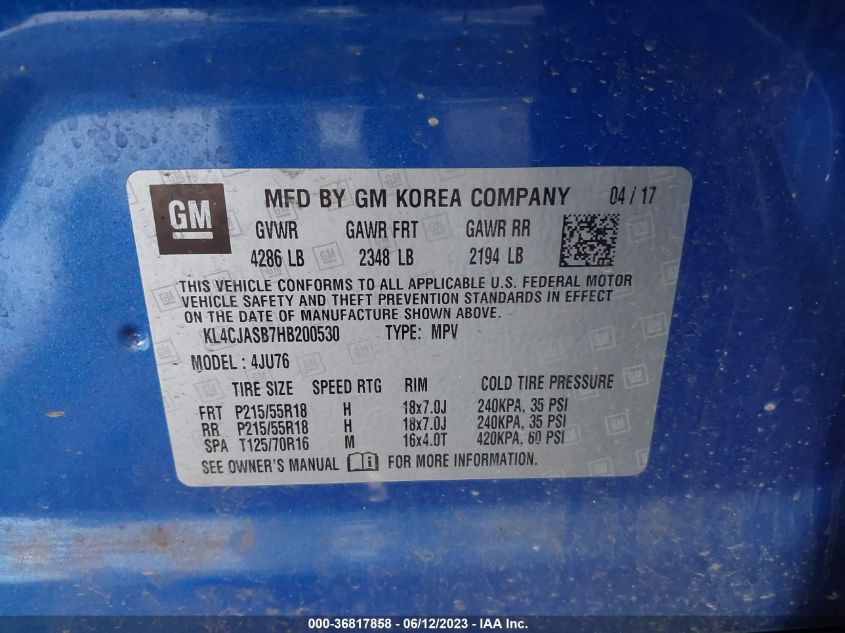 GM MFD BY GM KOREA COMPANY 04 / 17
GVWR GAWR FRT GAWR RR
4286 LB 2348 LB 2194 LB
THIS VEHICLE CONFORMS TO ALL APPLICABLE U.S. FEDERAL MOTOR
VEHICLE SAFETY AND THEFT PREVENTION STANDARDS IN EFFECT
ON THE DATE OF MANUFACTURE SHOWN ABOVE.
KL4CJASB7HB200530 TYPE: MPV
MODEL: 4JU76
TIRE SIZE SPEED RTG RIM COLD TIRE PRESSURE
FRT P215/55R18 H 18x7.0J 240KPA, 35 PSI
RR P215/55R18 H 18x7.0J 240KPA, 35 PSI
SPA T125/70R16 M 16x4.0T 420KPA, 60 PSI
SEE OWNER'S MANUAL FOR MORE INFORMATION.
000-36817858 - 06/12/2023 - IAA Inc.